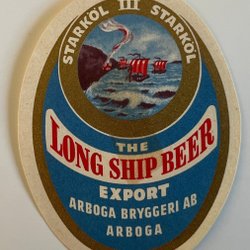 STARKÖL III STARKÖL
THE
LONG SHIP BEER
EXPORT
ARBOGA BRYGGERI AB
ARBOGA